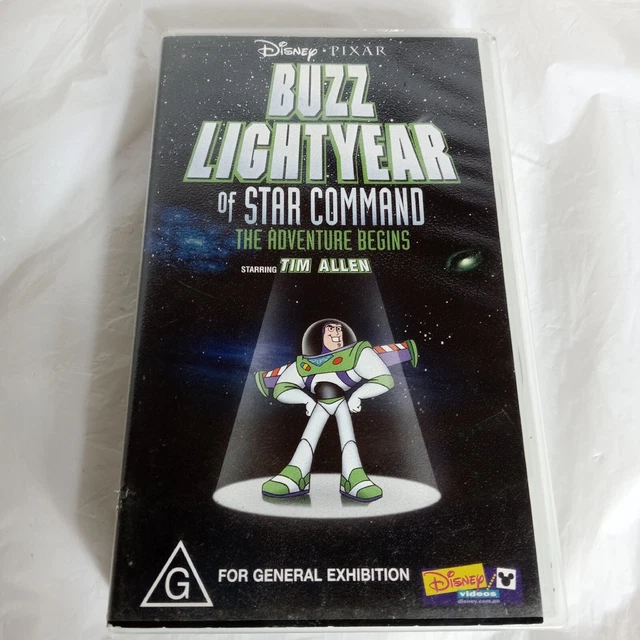 Disney · PIXAR
BUZZ
LIGHTYEAR
of STAR COMMAND
THE ADVENTURE BEGINS
STARRING TIM ALLEN
G
FOR GENERAL EXHIBITION
Disney
videos